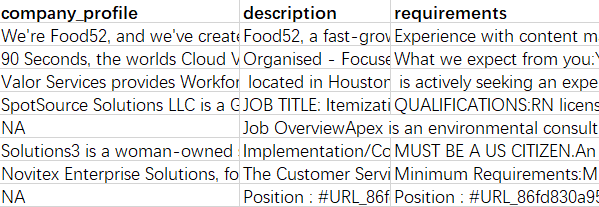 company_profile description requirements
We're Food52, and we've create Food52, a fast-grow Experience with content m
90 Seconds, the worlds Cloud V Organised - Focuse What we expect from you:Y
Valor Services provides Workfor located in Houston is actively seeking an expe
SpotSource Solutions LLC is a G JOB TITLE: Itemizati QUALIFICATIONS:RN licens
NA Job OverviewApex is an environmental consult
Solutions3 is a woman-owned Implementation/Co MUST BE A US CITIZEN.An
Novitex Enterprise Solutions, fo The Customer Servi Minimum Requirements:M
NA Position : #URL_86f Position : #URL_86fd830a95